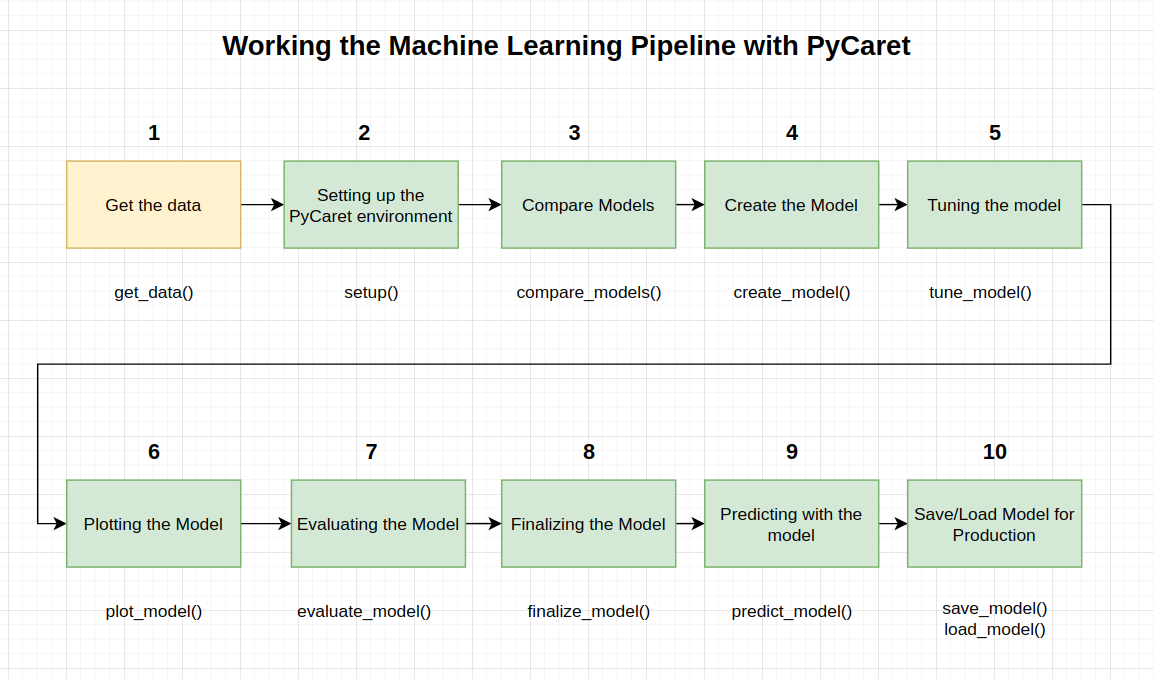 Working the Machine Learning Pipeline with PyCaret
1
2
3
4
5
Get the data
Setting up the
PyCaret environment
Compare Models
Create the Model
Tuning the model
get_data()
setup()
compare_models()
create_model()
tune_model()
6
7
8
9
10
Plotting the Model
Evaluating the Model
Finalizing the Model
Predicting with the
model
Save/Load Model for
Production
plot_model()
evaluate_model()
finalize_model()
predict_model()
save_model()
load_model()